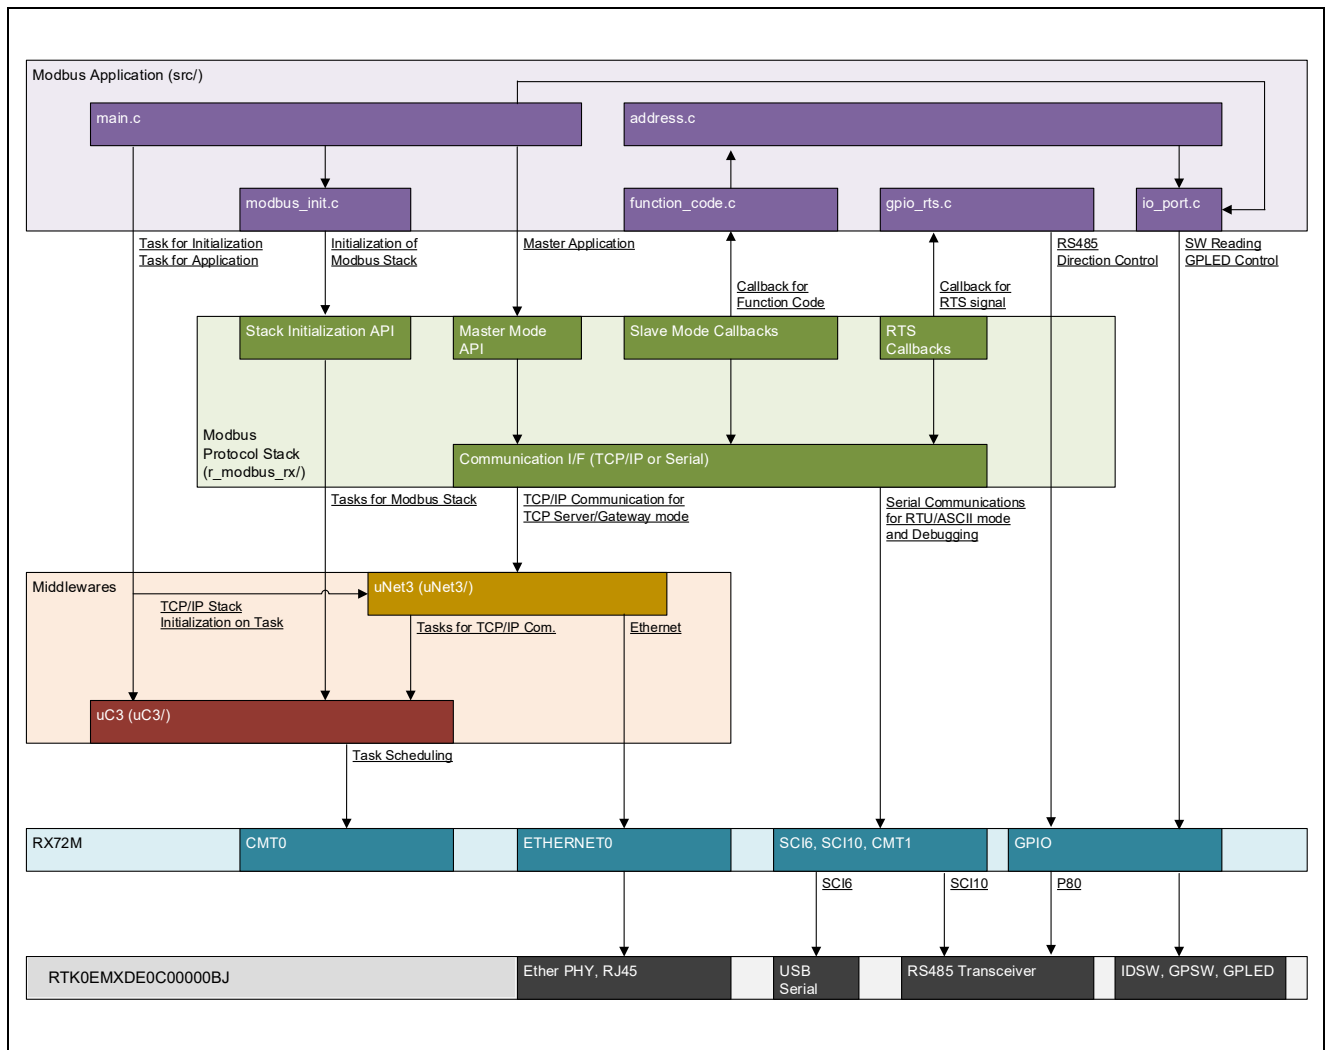 Modbus Application (src/)
main.c
address.c
modbus_init.c
function_code.c
gpio_rts.c
io_port.c
Task for Initialization
Task for Application
Initialization of
Modbus Stack
Master Application
RS485
Direction Control
SW Reading
GPLED Control
Callback for
Function Code
Callback for
RTS signal
Stack Initialization API
Master Mode
API
Slave Mode Callbacks
RTS
Callbacks
Modbus
Protocol Stack
(r_modbus_rx/)
Communication I/F (TCP/IP or Serial)
Tasks for Modbus Stack
TCP/IP Communication for
TCP Server/Gateway mode
Serial Communications
for RTU/ASCII mode
and Debugging
Middlewares
uNet3 (uNet3/)
TCP/IP Stack
Initialization on Task
Tasks for TCP/IP Com.
Ethernet
uC3 (uC3/)
Task Scheduling
RX72M
CMT0
ETHERNET0
SCI6, SCI10, CMT1
GPIO
SCI6
SCI10
P80
RTK0EMXDE0C00000BJ
Ether PHY, RJ45
USB
Serial
RS485 Transceiver
IDSW, GPSW, GPLED